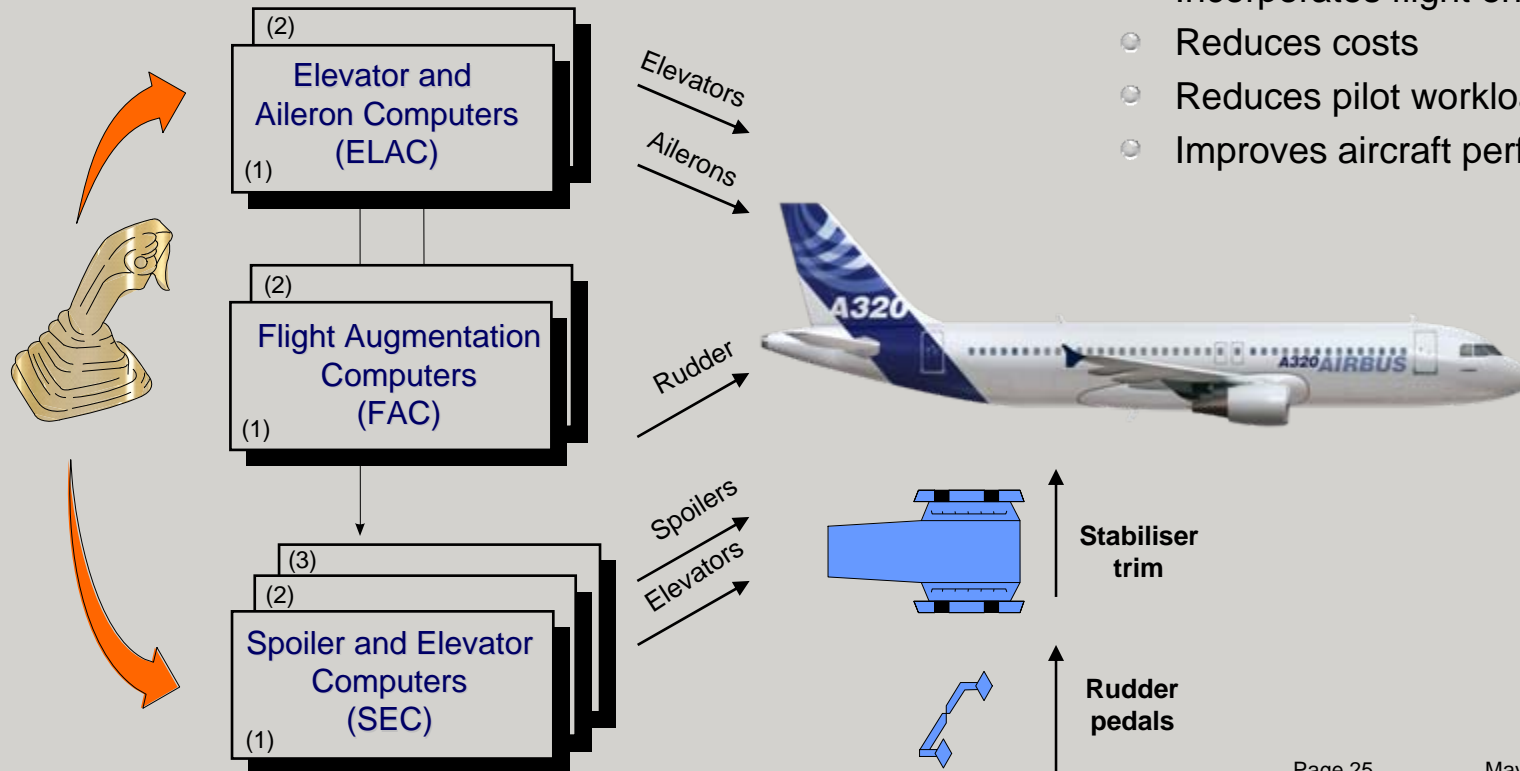 (2)
Elevator and
Aileron Computers
(ELAC)
(1)
Elevators
Ailerons
Reduces costs
Reduces pilot
Improves aircraft
(2)
Flight Augmentation
Computers
(FAC)
(1)
Rudder
A320
A320 AIRBUS
(3)
(2)
Spoiler and Elevator
Computers
(SEC)
(1)
Spoilers
Elevators
Stabiliser
trim
Rudder
pedals
Page 25